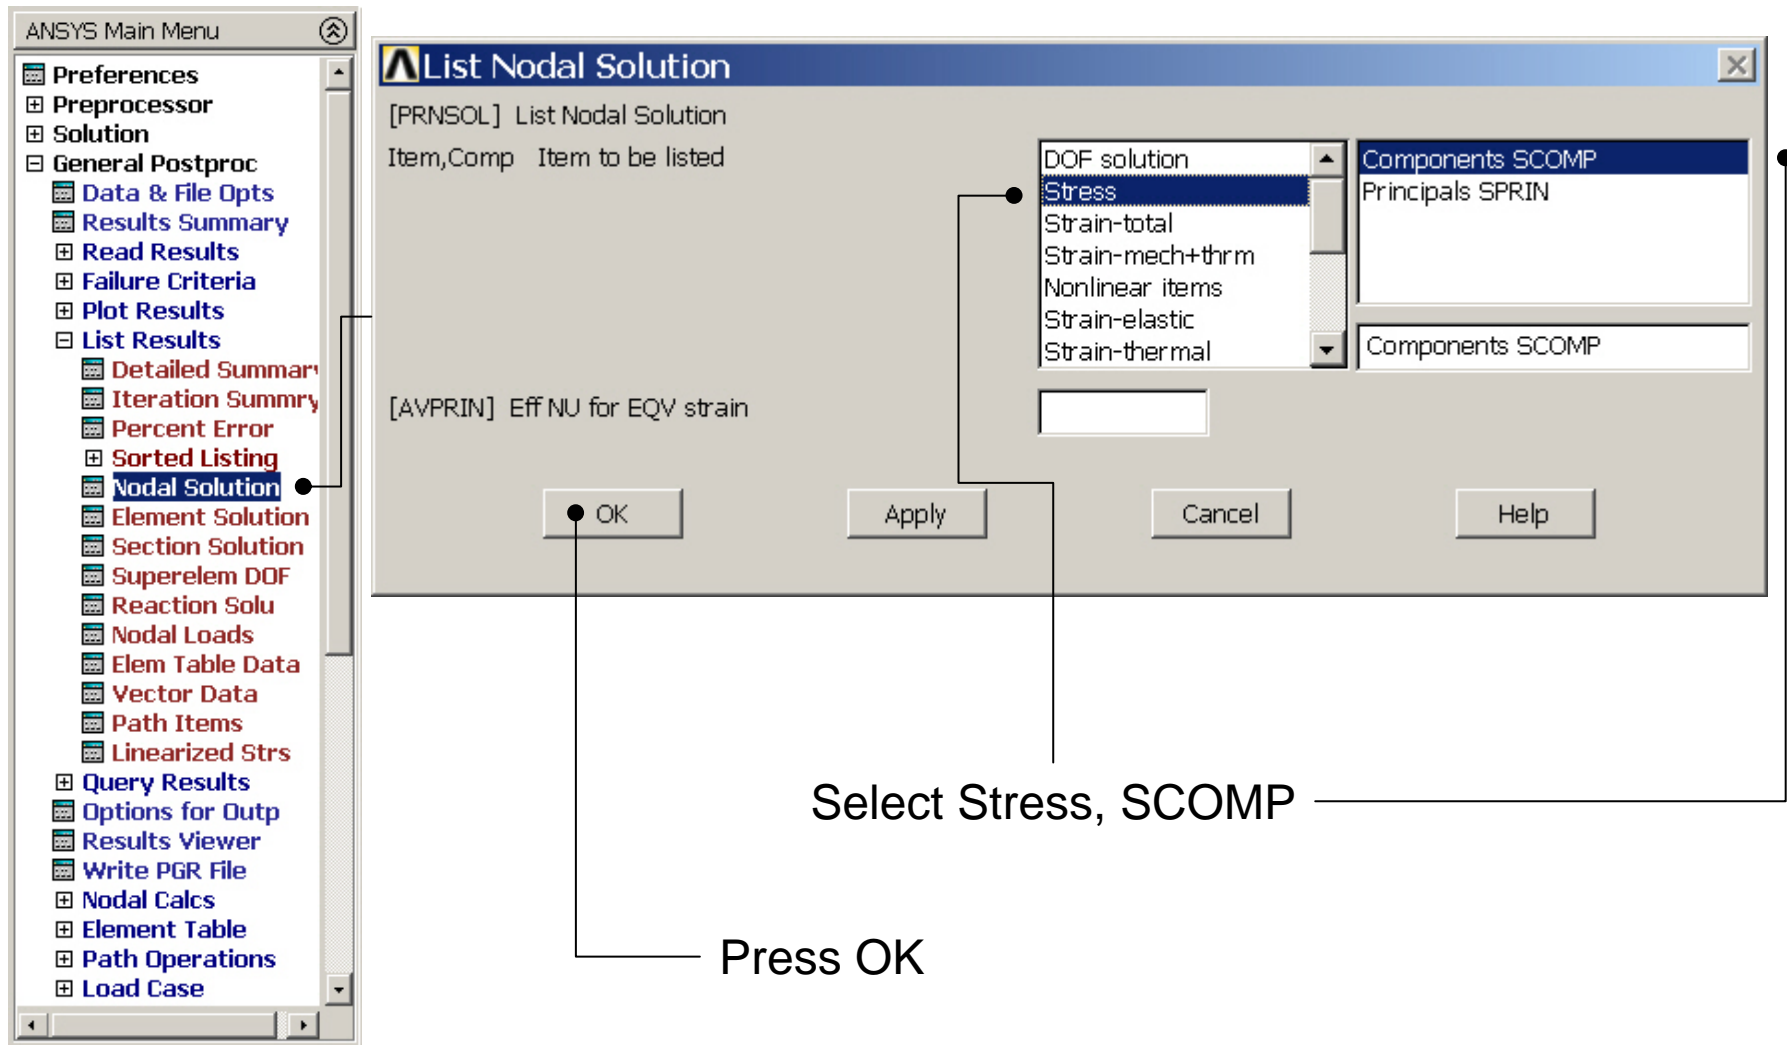 ANSYS Main Menu
Preferences
Preprocessor
Solution
General Postproc
Data & File Opts
Results Summary
Read Results
Failure Criteria
Plot Results
List Results
Detailed Summar
Iteration Summry
Percent Error
Sorted Listing
Nodal Solution
Element Solution
Section Solution
Superelem DOF
Reaction Solu
Nodal Loads
Elem Table Data
Vector Data
Path Items
Linearized Strs
Query Results
Options for Outp
Results Viewer
Write PGR File
Nodal Calcs
Element Table
Path Operations
Load Case
List Nodal Solution
[PRNSOL] List Nodal Solution
Item,Comp Item to be listed
DOF solution
Stress
Strain-total
Strain-mech+thrm
Nonlinear items
Strain-elastic
Strain-thermal
Components SCOMP
Principals SPRIN
Components SCOMP
[AVPRIN] Eff NU for EQV strain
OK
Apply
Cancel
Help
Select Stress, SCOMP
Press OK